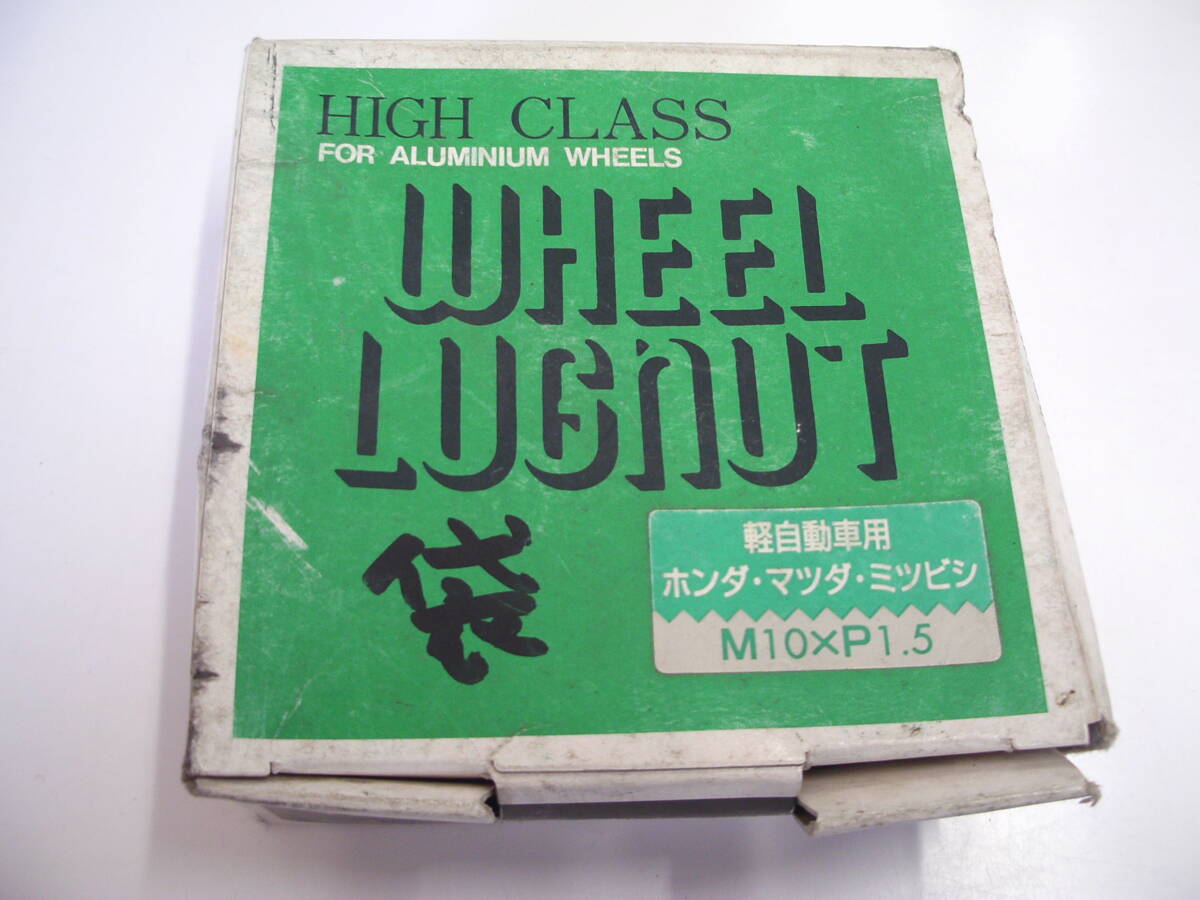 HIGH CLASS
FOR ALUMINIUM WHEELS
WHEEL
LUGNUT
袋
軽自動車用
ホンダ・マツダ・ミツビシ
M10×P1.5